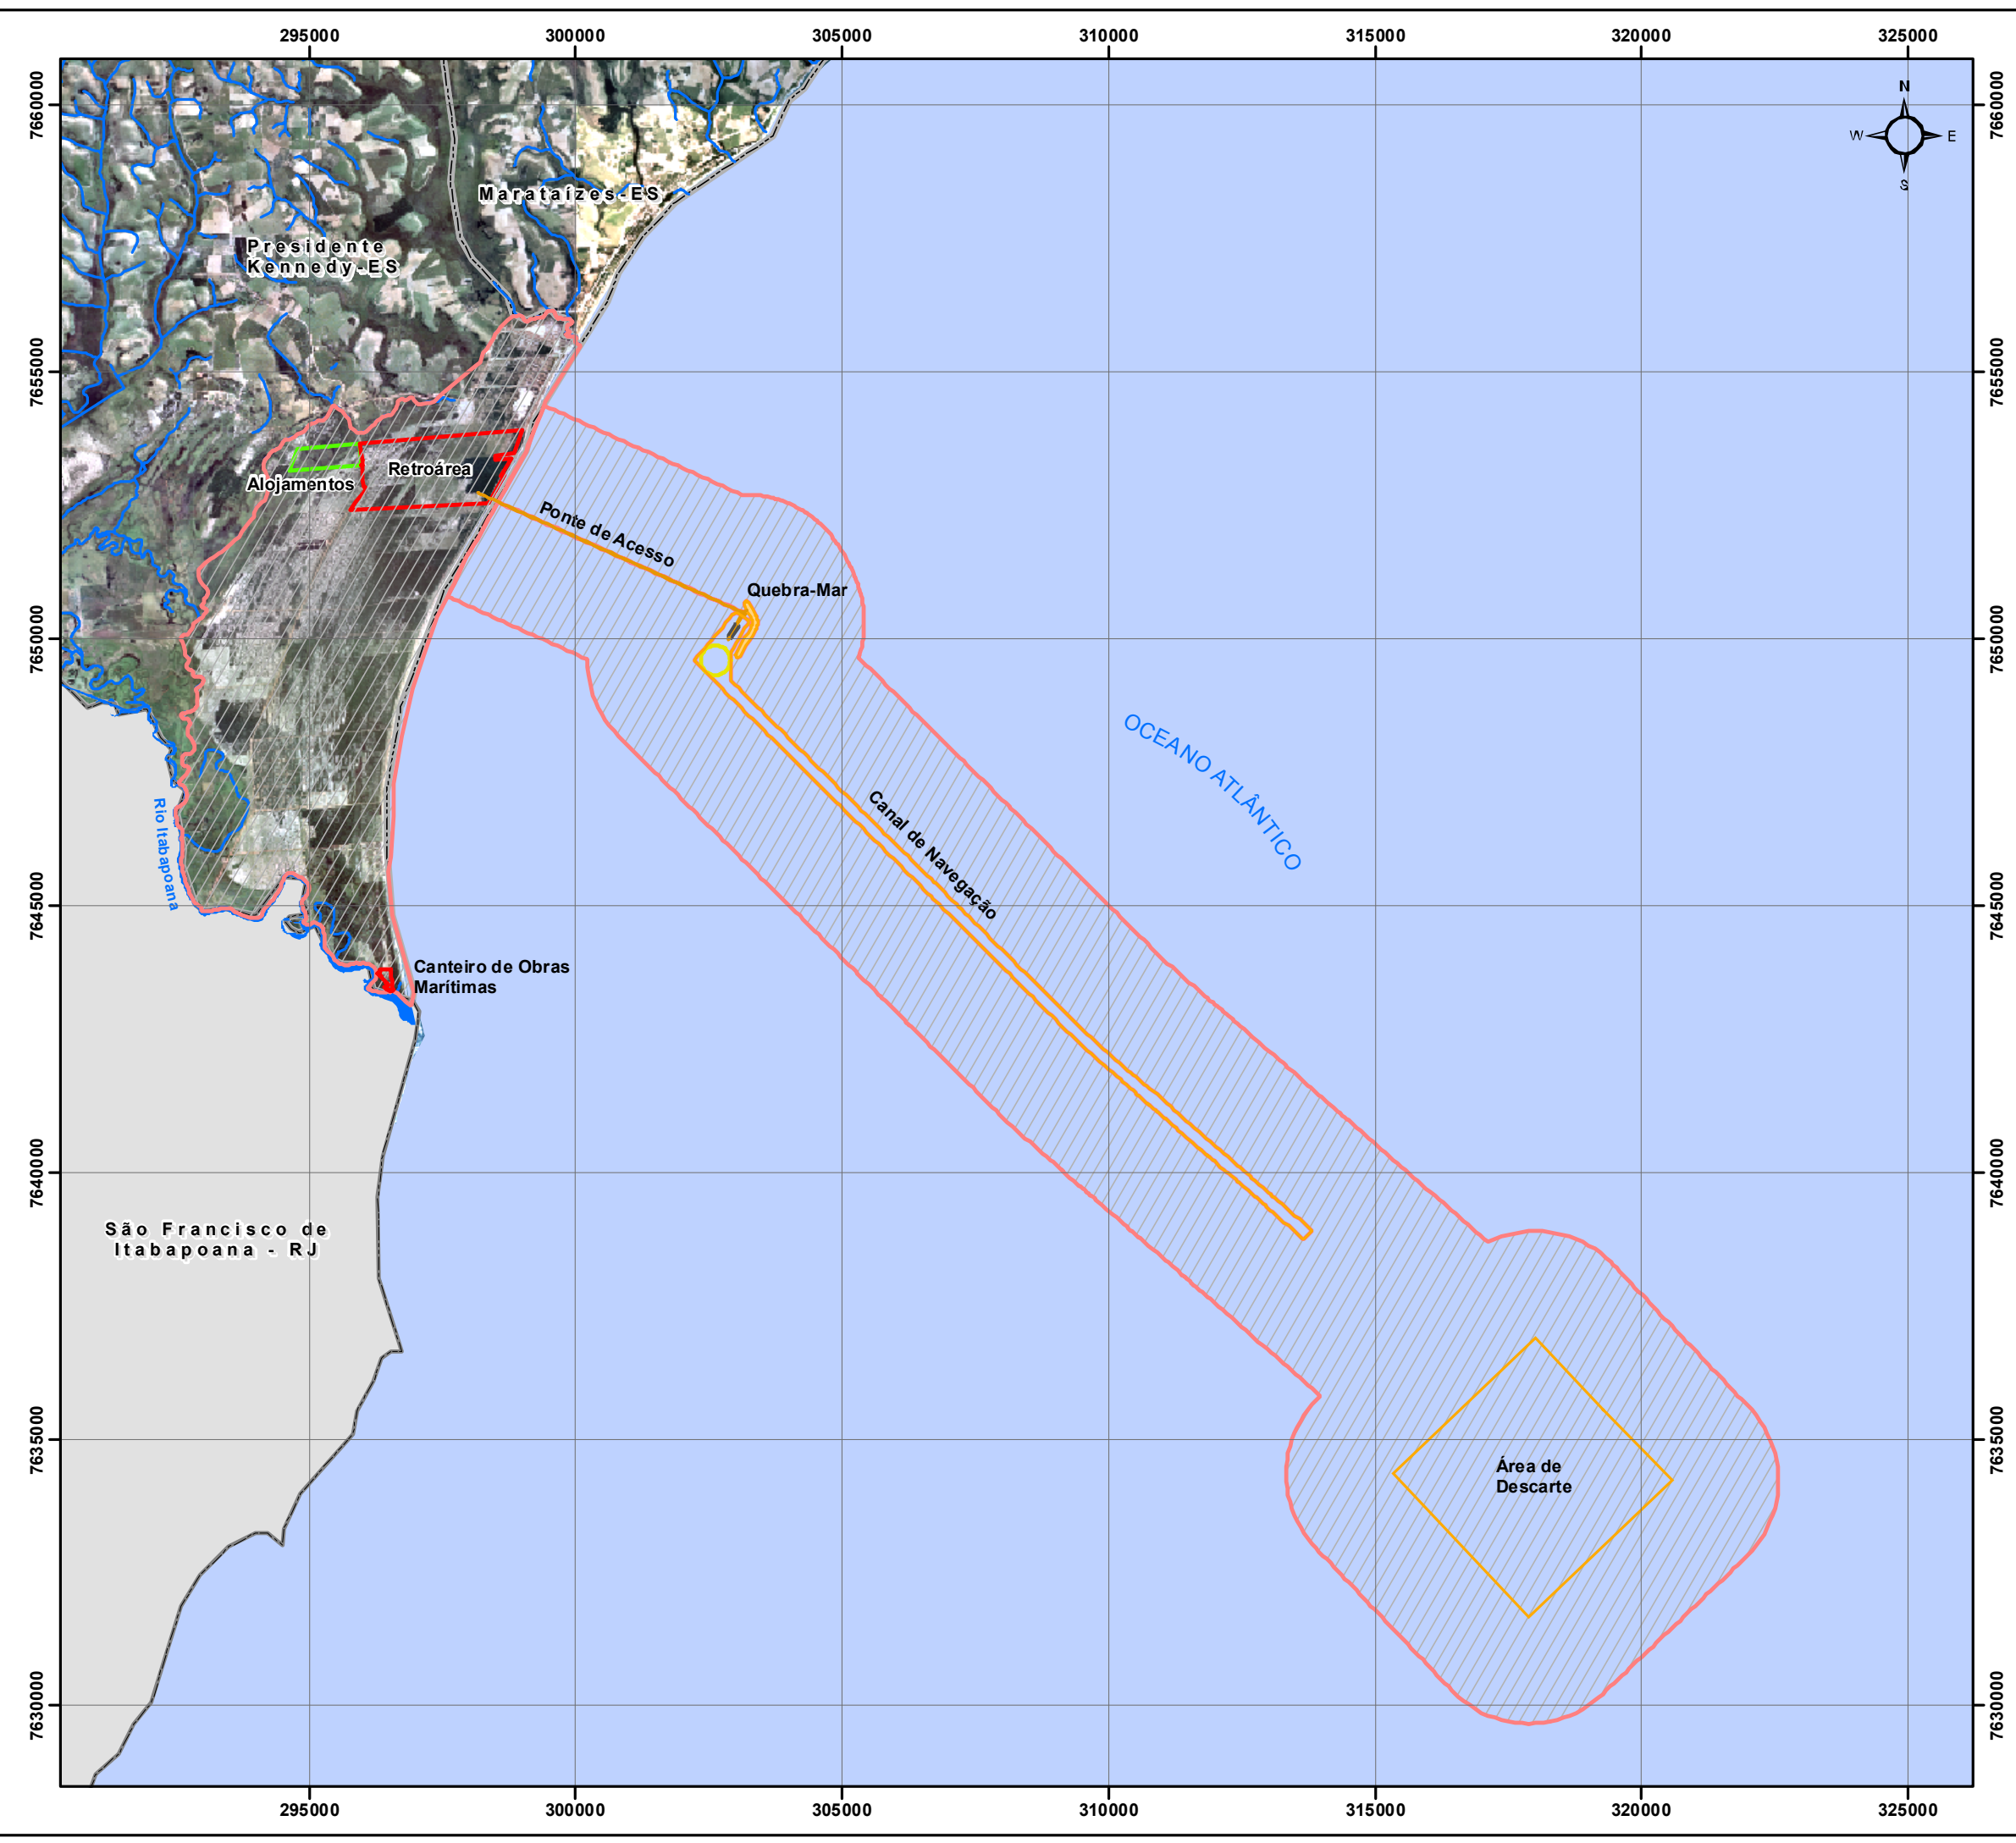 295000 300000 305000 310000 315000 320000 325000
7660000
7660000
N
W E
S
Marataízes-ES
Presidente
Kennedy-ES
7655000
7655000
Retroárea
Alojamentos
Ponte de Acesso
Quebra-Mar
7650000
7650000
OCEANO ATLÂNTICO
Rio Itabapoana
Canal de Navegação
7645000
7645000
Canteiro de Obras
Marítimas
7640000
7640000
São Francisco de
Itabapoana - RJ
7635000
7635000
Área de
Descarte
7630000
7630000
295000 300000 305000 310000 315000 320000 325000